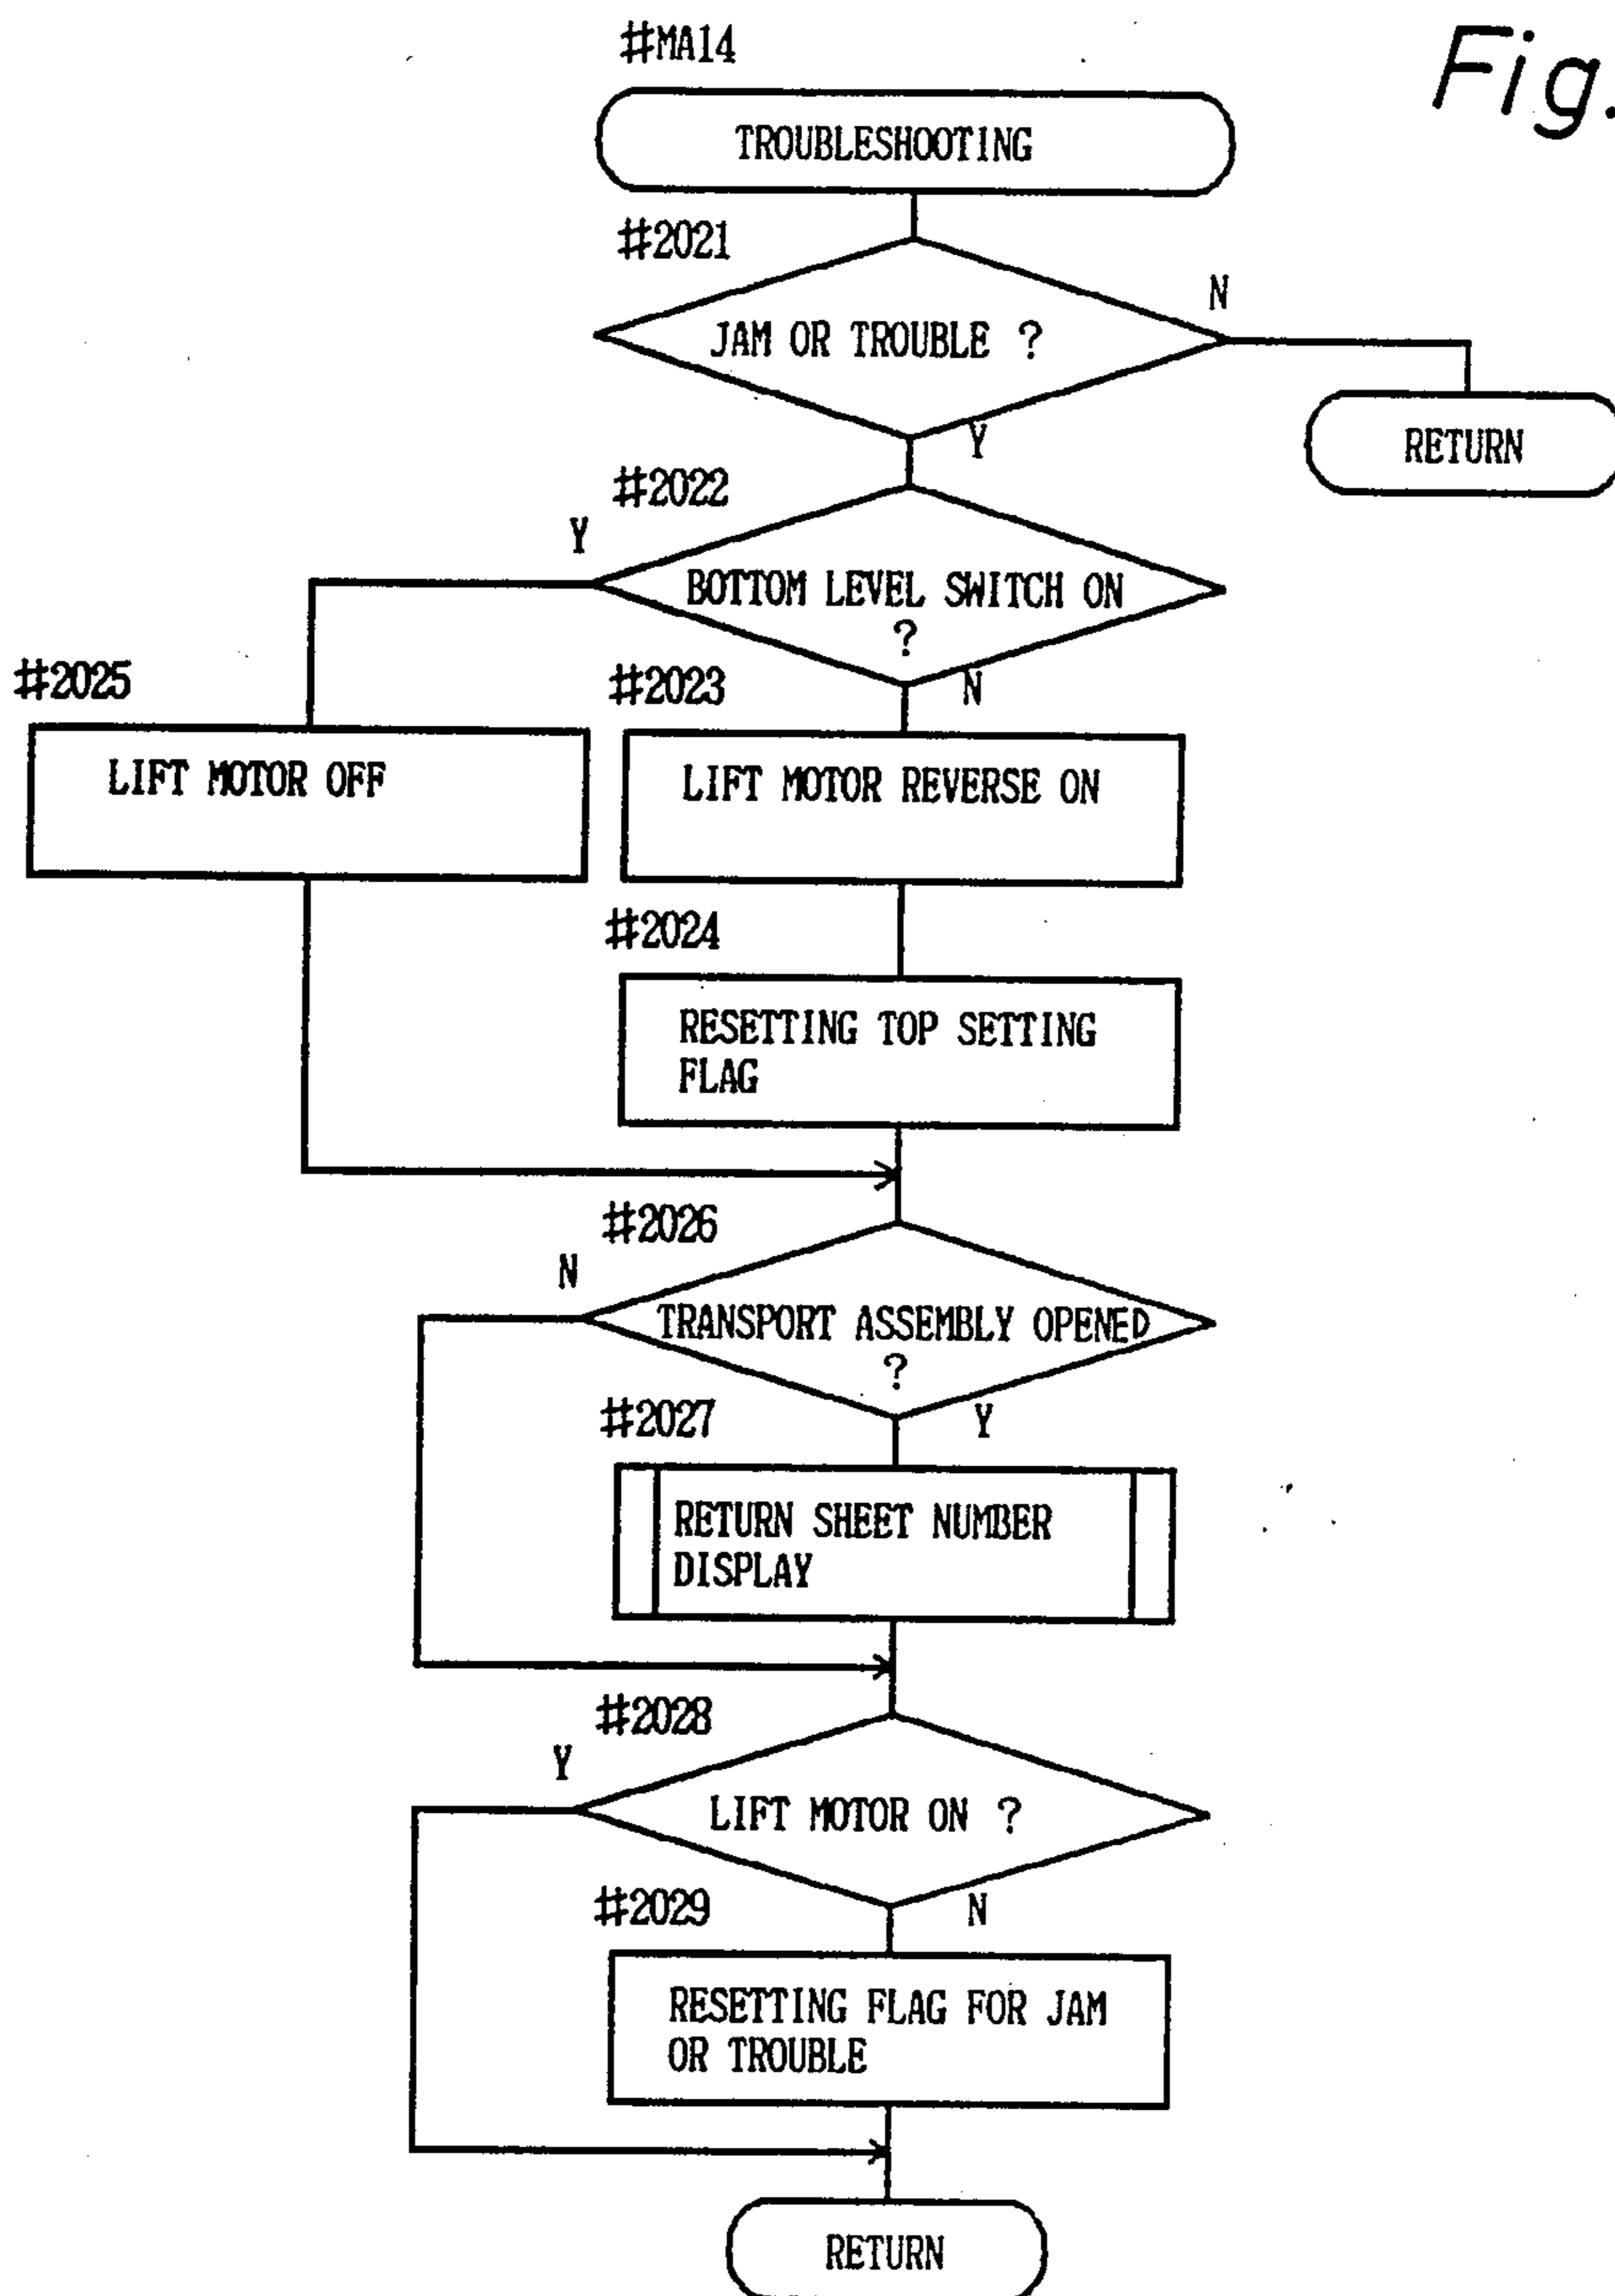 Fig.
#MA14
TROUBLESHOOTING
#2021
N
JAM OR TROUBLE ?
RETURN
Y
#2022
Y
BOTTOM LEVEL SWITCH ON
?
#2025
#2023
N
LIFT MOTOR OFF
LIFT MOTOR REVERSE ON
#2024
RESETTING TOP SETTING
FLAG
#2026
N
TRANSPORT ASSEMBLY OPENED
?
#2027
Y
RETURN SHEET NUMBER
DISPLAY
#2028
Y
LIFT MOTOR ON ?
#2029
N
RESETTING FLAG FOR JAM
OR TROUBLE
RETURN